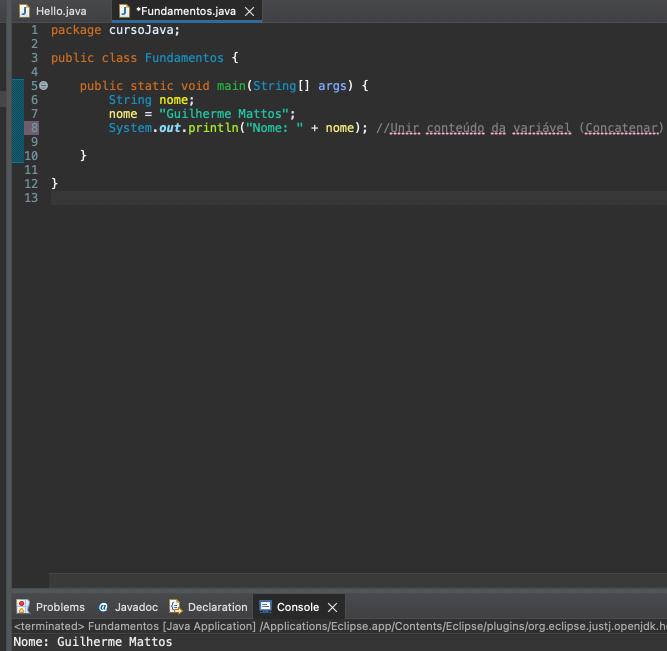 Hello.java *Fundamentos.java
1 package cursoJava;
2
3 public class Fundamentos {
4
5 public static void main(String[] args) {
6 String nome;
7 nome = "Guilherme Mattos";
8 System.out.println("Nome: " + nome); //Unir conteúdo da variável (Concatenar)
9
10 }
11
12 }
13
Problems Javadoc Declaration Console
<terminated> Fundamentos [Java Application] /Applications/Eclipse.app/Contents/Eclipse/plugins/org.eclipse.justj.openjdk.h
Nome: Guilherme Mattos